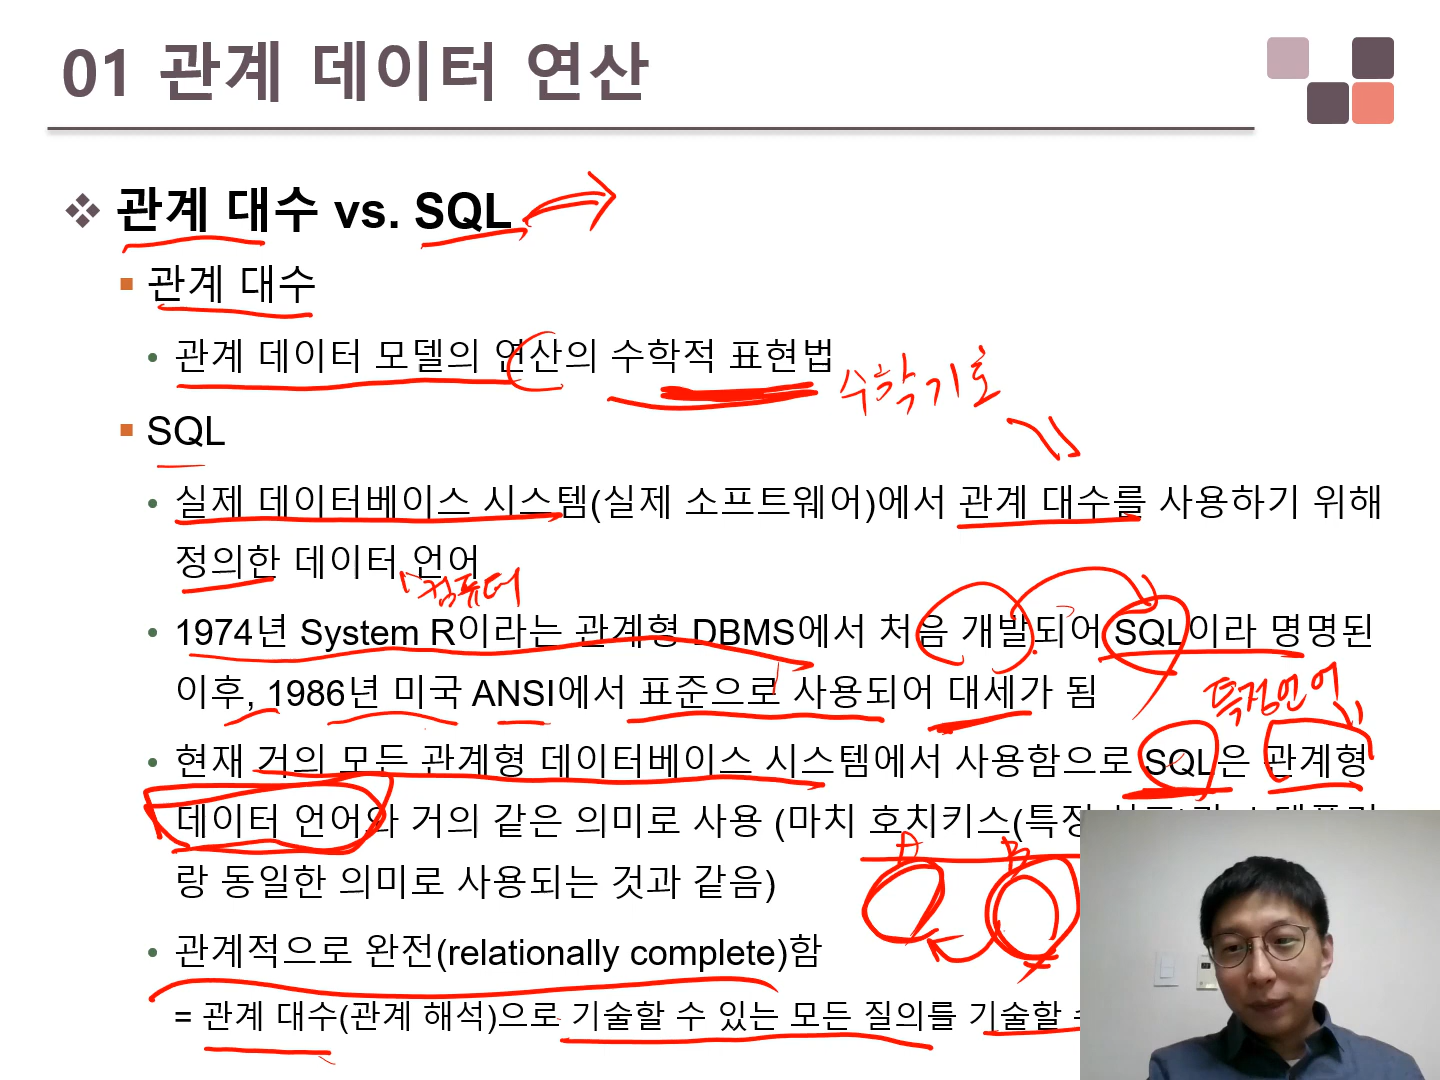 01 관계 데이터 연산
관계 대수 vs. SQL
관계 대수
관계 데이터 모델의 연산의 수학적 표현법
수학기호
SQL
실제 데이터베이스 시스템(실제 소프트웨어)에서 관계 대수를 사용하기 위해
정의한 데이터 언어
컴퓨터
1974년 System R이라는 관계형 DBMS에서 처음 개발되어 SQL이라 명명된
이후, 1986년 미국 ANSI에서 표준으로 사용되어 대세가 됨
특정언어
현재 거의 모든 관계형 데이터베이스 시스템에서 사용함으로 SQL은 관계형
데이터 언어와 거의 같은 의미로 사용 (마치 호치키스(특정
A B
랑 동일한 의미로 사용되는 것과 같음)
관계적으로 완전(relationally complete)함
= 관계 대수(관계 해석)으로 기술할 수 있는 모든 질의를 기술할